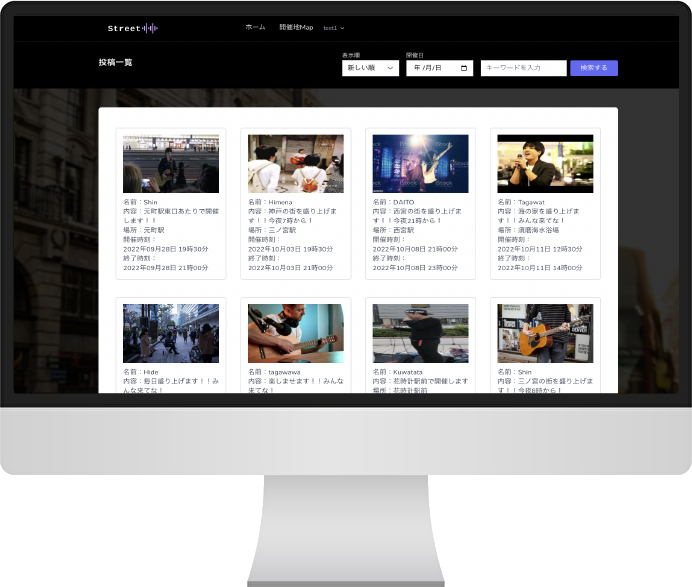 Street
ホーム 開催地Map test1
投稿一覧
表示順 開催日
新しい順 年 /月/日 キーワードを入力 検索する
名前：Shin
内容：元町駅東口あたりで開催します！！
場所：元町駅
開催時刻：
2022年09月28日 19時30分
終了時刻：
2022年09月28日 21時00分
名前：Himena
内容：神戸の街を盛り上げます！！今夜7時から！
場所：三ノ宮駅
開催時刻：
2022年10月03日 19時30分
終了時刻：
2022年10月03日 21時00分
iStock
名前：DAITO
内容：西宮の街を盛り上げます！！今夜21時から！
場所：西宮駅
開催時刻：
2022年10月08日 21時00分
終了時刻：
2022年10月08日 23時00分
名前：Tagawat
内容：海の家を盛り上げます！！みんな来てな！
場所：須磨海水浴場
開催時刻：
2022年10月11日 12時30分
終了時刻：
2022年10月11日 14時00分
名前：Hide
内容：毎日盛り上げます！！みんな来てな！
名前：tagawawa
内容：楽しませます！！みんな来てな！
名前：Kuwatata
内容：花時計駅前で開催します
場所：花時計駅前
名前：Shin
内容：三ノ宮の街を盛り上げます！！今夜8時から！